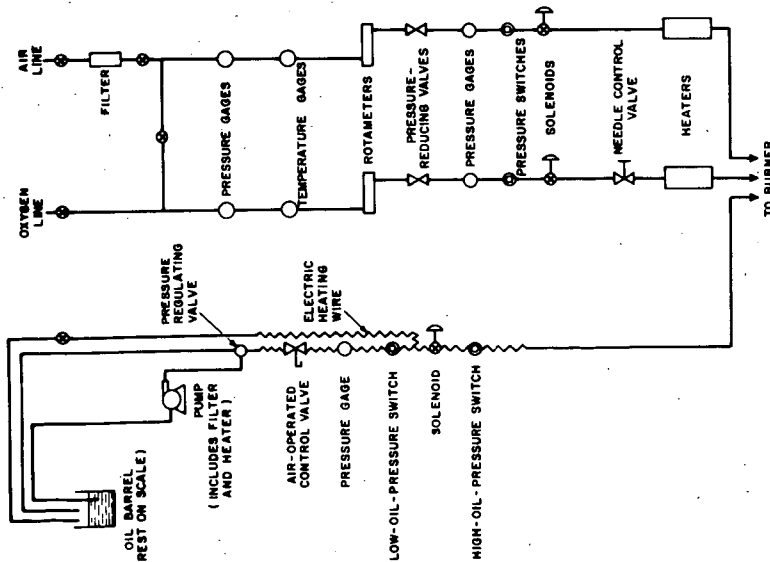 AIR
LINE
FILTER
OXYGEN
LINE
PRESSURE GAGES
TEMPERATURE GAGES
ROTAMETERS
PRESSURE-
REDUCING VALVES
PRESSURE GAGES
PRESSURE SWITCHES
SOLENOIDS
NEEDLE CONTROL
VALVE
HEATERS
TO BURNER
PRESSURE
REGULATING
VALVE
ELECTRIC
HEATING
WIRE
OIL BARREL
REST ON SCALE)
PUMP
(INCLUDES FILTER
AND HEATER)
AIR-OPERATED
CONTROL VALVE
PRESSURE GAGE
LOW-OIL-PRESSURE SWITCH
SOLENOID
HIGH-OIL-PRESSURE SWITCH